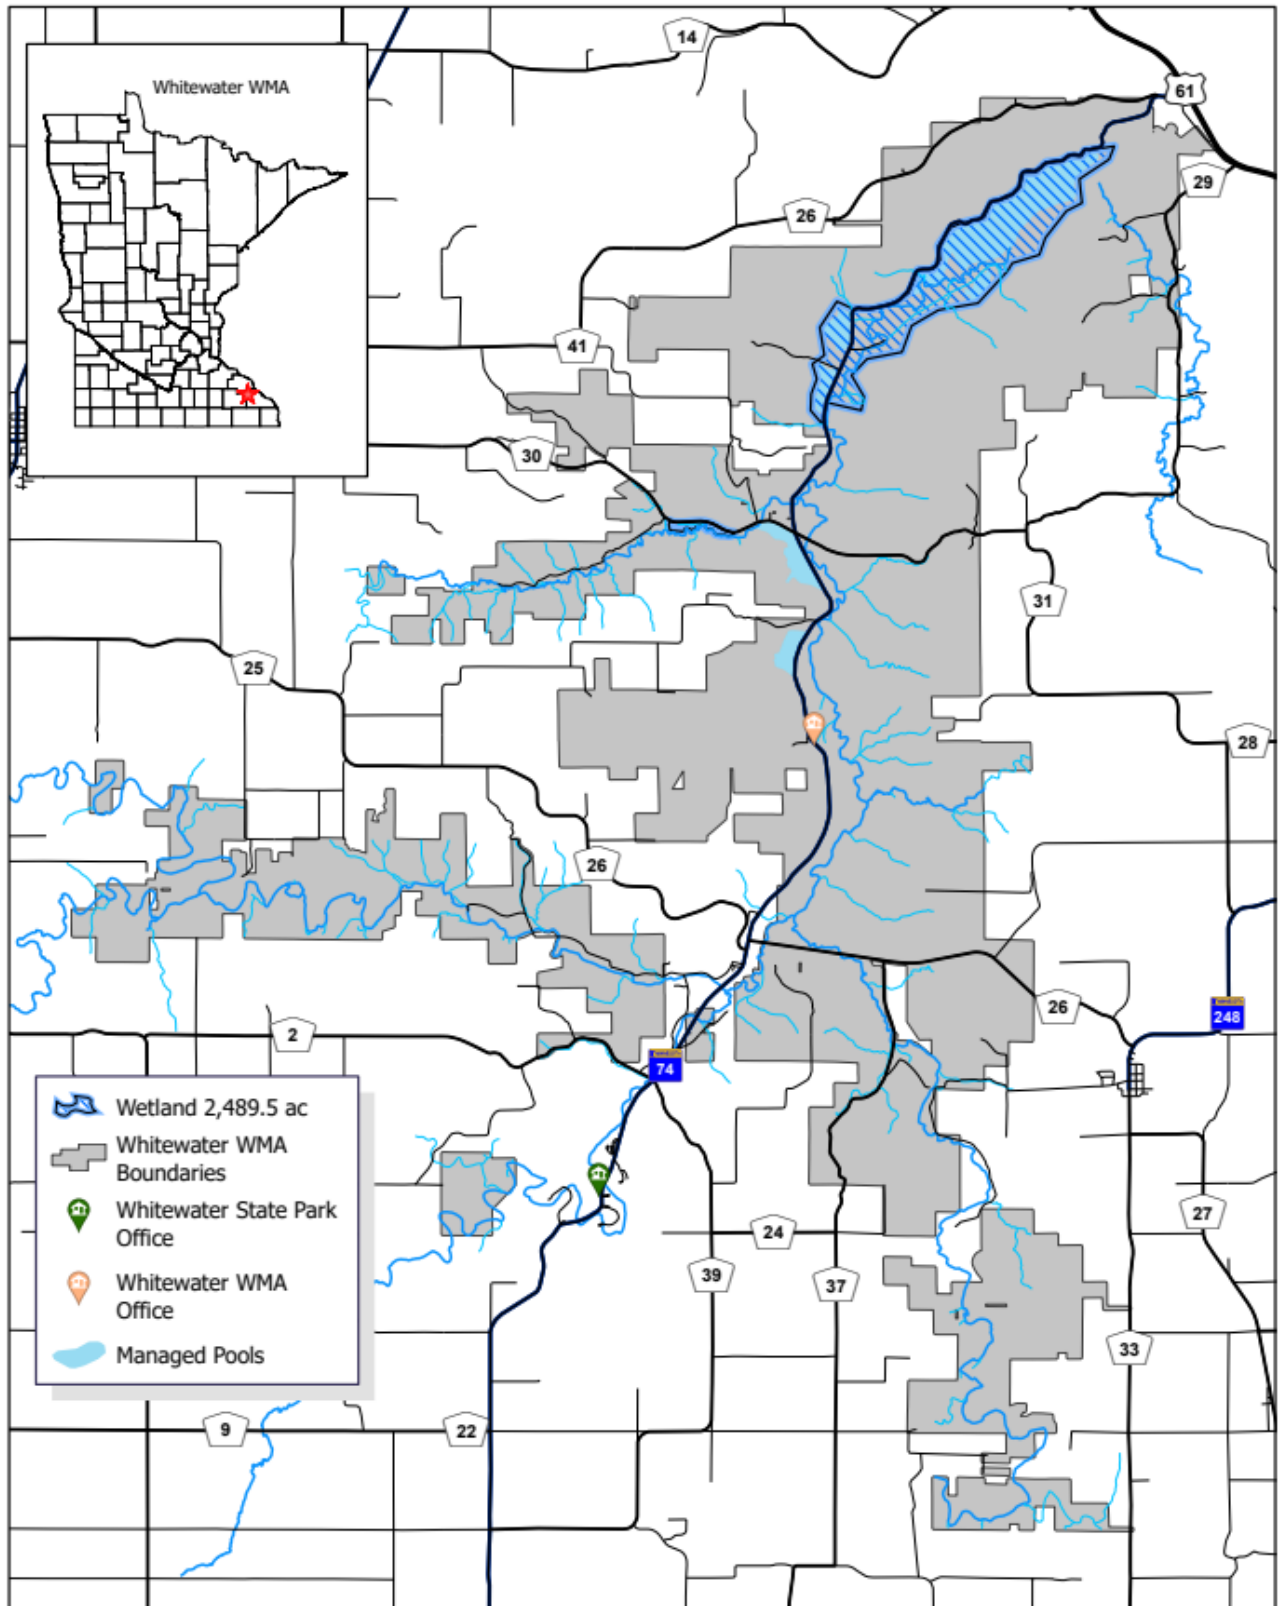 14
Whitewater WMA
61
29
26
41
30
31
25
28
26
26
248
2
74
Wetland 2,489.5 ac
Whitewater WMA
Boundaries
Whitewater State Park
Office
Whitewater WMA
Office
Managed Pools
24
27
39
37
33
9
22